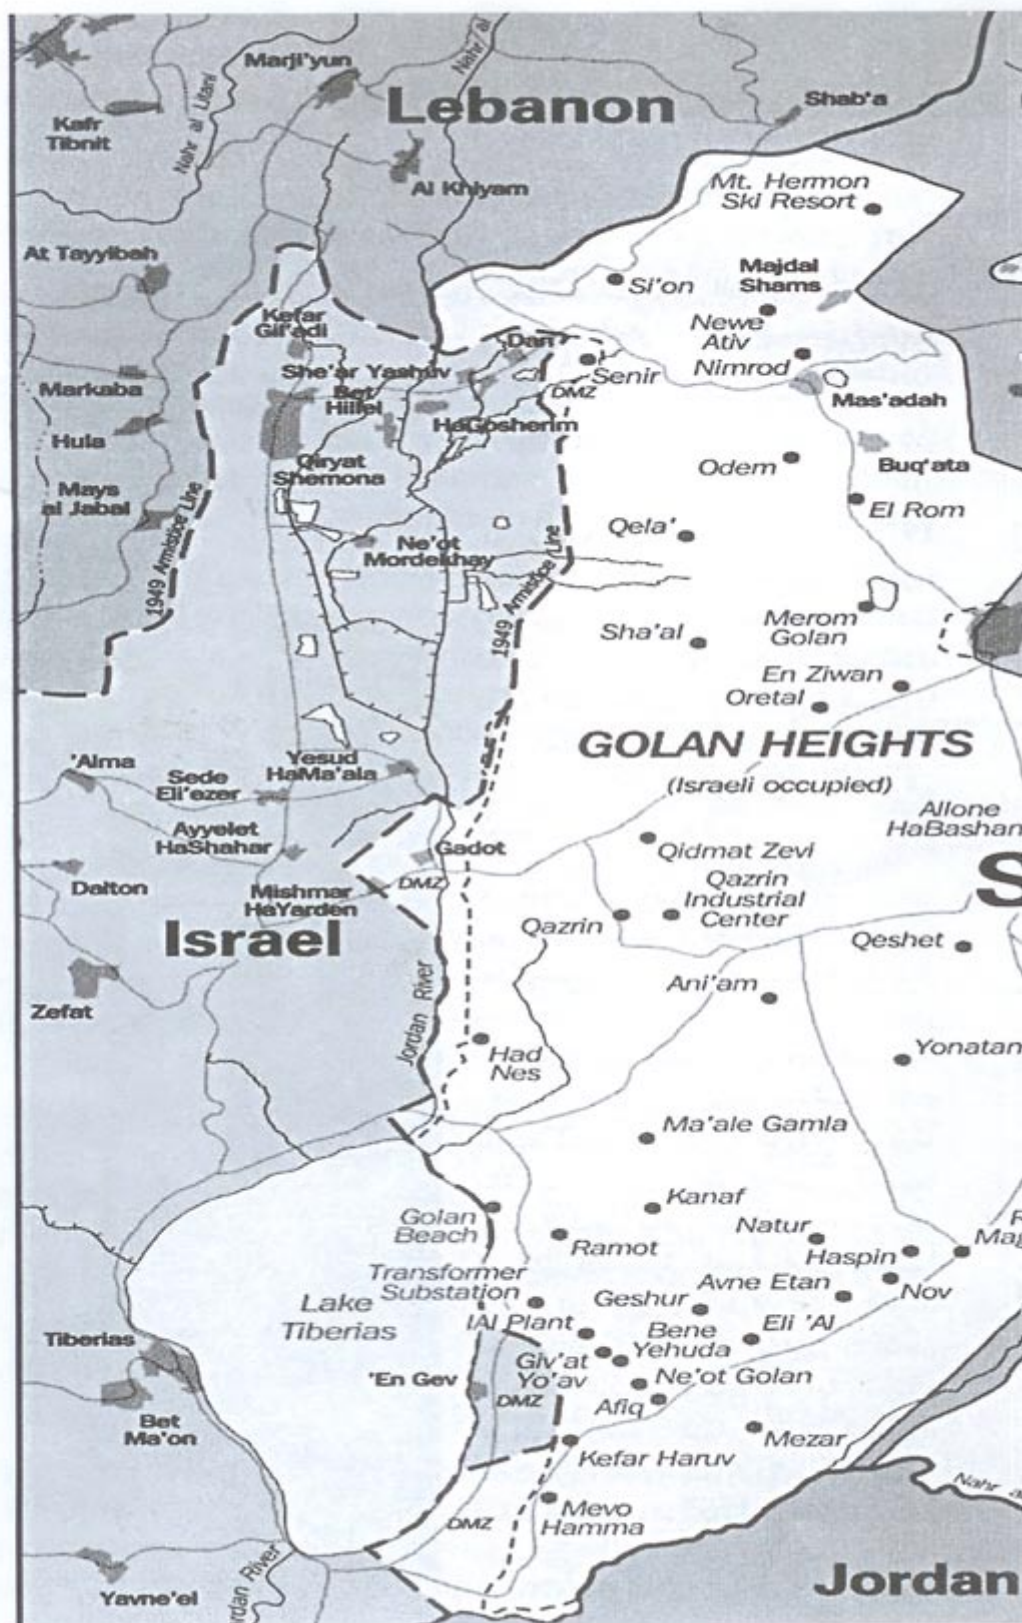 Marji'yun
Nahr al
Lebanon
Shab'a
Kafr
Tibnit
Nahr al Litani
Al Khiyam
Mt. Hermon
Ski Resort
At Tayyibah
Si'on
Majdal
Shams
Kefar
Gil'adi
Newe
Ativ
Dan
She'ar Yashuv
Senir
Nimrod
Markaba
Bet
Hillel
DMZ
Mas'adah
Hula
HaGosherim
Qiryat
Shemona
Odem
Buq'ata
Mays
al Jabal
El Rom
1949 Armistice Line
Qela'
Ne'ot
Mordekhay
1949 Armistice Line
Merom
Golan
Sha'al
En Ziwan
Oretal
GOLAN HEIGHTS
(Israeli occupied)
'Alma
Yesud
HaMa'ala
Sede
Eli'ezer
Allone
HaBashan
Ayyelet
HaShahar
Gadot
Qidmat Zevi
S
Dalton
Mishmar
HaYarden
DMZ
Qazrin
Industrial
Center
Qazrin
Israel
Qeshet
Zefat
Ani'am
Jordan River
Had
Nes
Yonatan
Ma'ale Gamla
Kanaf
Golan
Beach
Natur
R
Mag
Ramot
Haspin
Transformer
Substation
Avne Etan
Nov
Lake
Tiberias
Geshur
IAI Plant
Bene
Yehuda
Eli 'Al
Tiberias
Giv'at
Yo'av
'En Gev
Ne'ot Golan
DMZ
Afiq
Bet
Ma'on
Mezar
Kefar Haruv
Nahr a
Mevo
Hamma
DMZ
Jordan
Yavne'el
rdan River